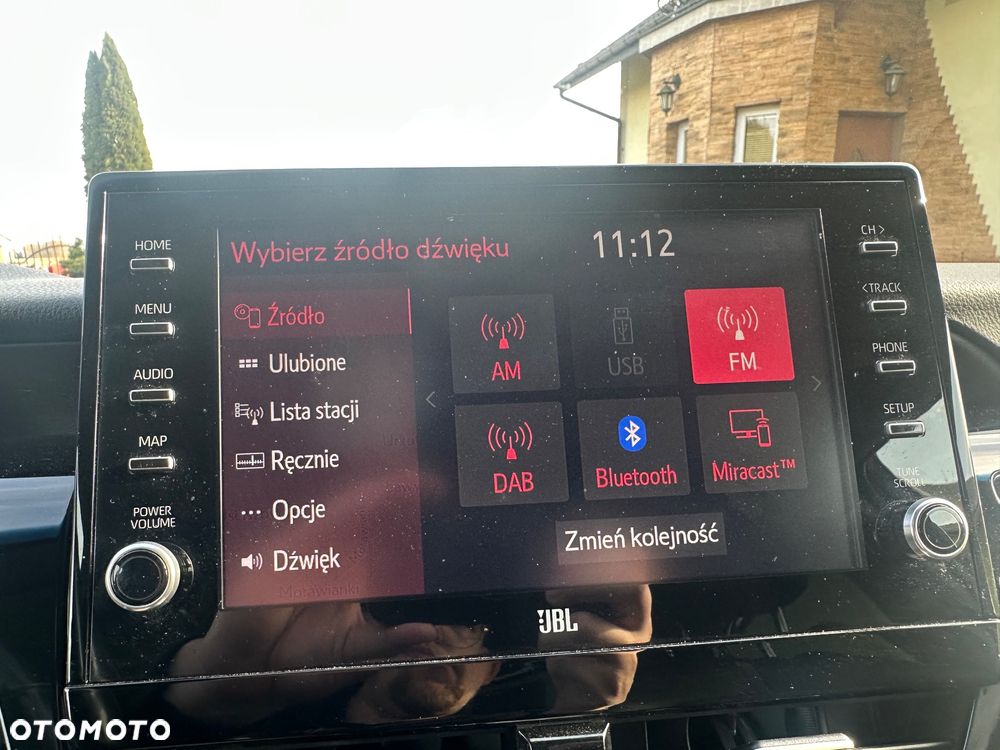 HOME
MENU
AUDIO
MAP
POWER
VOLUME
Wybierz źródło dźwięku
11:12
Źródło
Ulubione
Lista stacji
Ręcznie
Opcje
Dźwięk
AM
USB
FM
DAB
Bluetooth
Miracast™
Zmień kolejność
CH >
< TRACK
PHONE
SETUP
TUNE
SCROLL
JBL
OTOMOTO